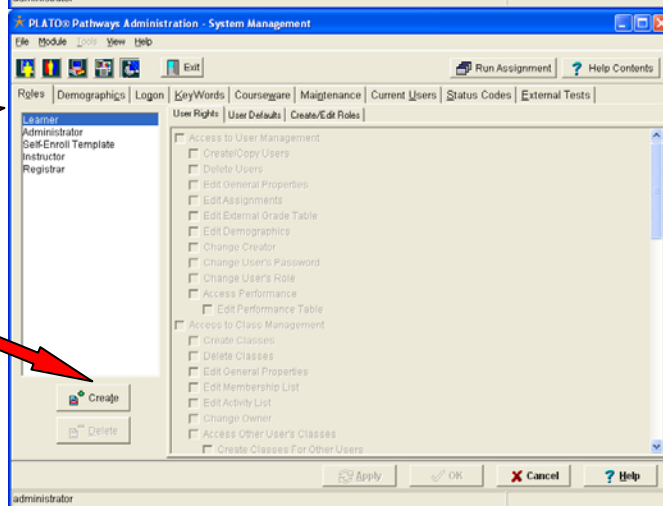 administrator
PLATO® Pathways Administration - System Management
File Module Tools View Help
Exit Run Assignment ? Help Contents
Roles Demographics Logon KeyWords Courseware Maintenance Current Users Status Codes External Tests
User Rights User Defaults Create/Edit Roles
Learner
Administrator
Self-Enroll Template
Instructor
Registrar
Access to User Management
Create/Copy Users
Delete Users
Edit General Properties
Edit Assignments
Edit External Grade Table
Edit Demographics
Change Creator
Change User's Password
Change User's Role
Access Performance
Edit Performance Table
Access to Class Management
Create Classes
Delete Classes
Edit General Properties
Edit Membership List
Edit Activity List
Change Owner
Access Other User's Classes
Create Classes For Other Users
Create
Delete
Apply OK Cancel ? Help
administrator